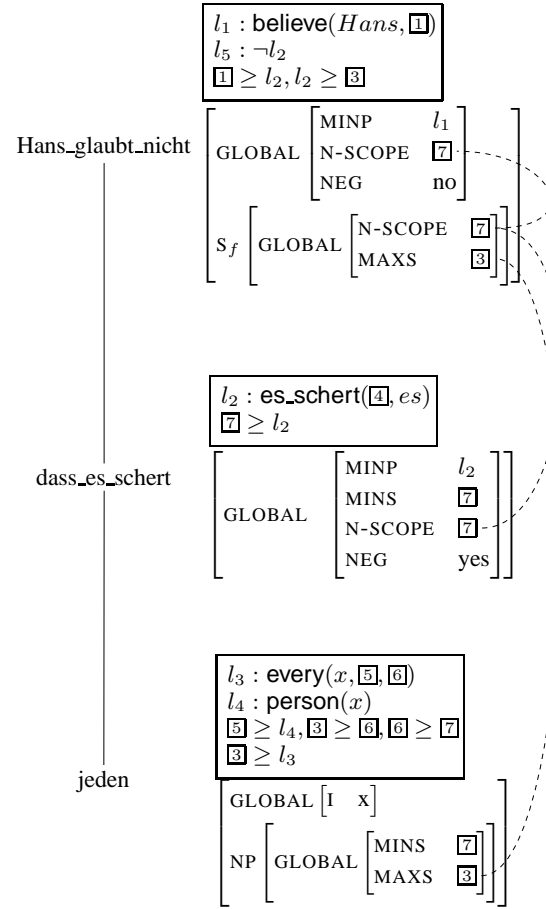 l₁ : believe(Hans, 1)
l₅ : ¬l₂
1 ≥ l₂, l₂ ≥ 3
Hans_glaubt_nicht
GLOBAL
MINP l₁
N-SCOPE 7
NEG no
S_f GLOBAL
N-SCOPE 7
MAXS 3
l₂ : es_schert(4, es)
7 ≥ l₂
dass_es_schert
GLOBAL
MINP l₂
MINS 7
N-SCOPE 7
NEG yes
l₃ : every(x, 5, 6)
l₄ : person(x)
5 ≥ l₄, 3 ≥ 6, 6 ≥ 7
3 ≥ l₃
jeden
GLOBAL [I x]
NP GLOBAL
MINS 7
MAXS 3